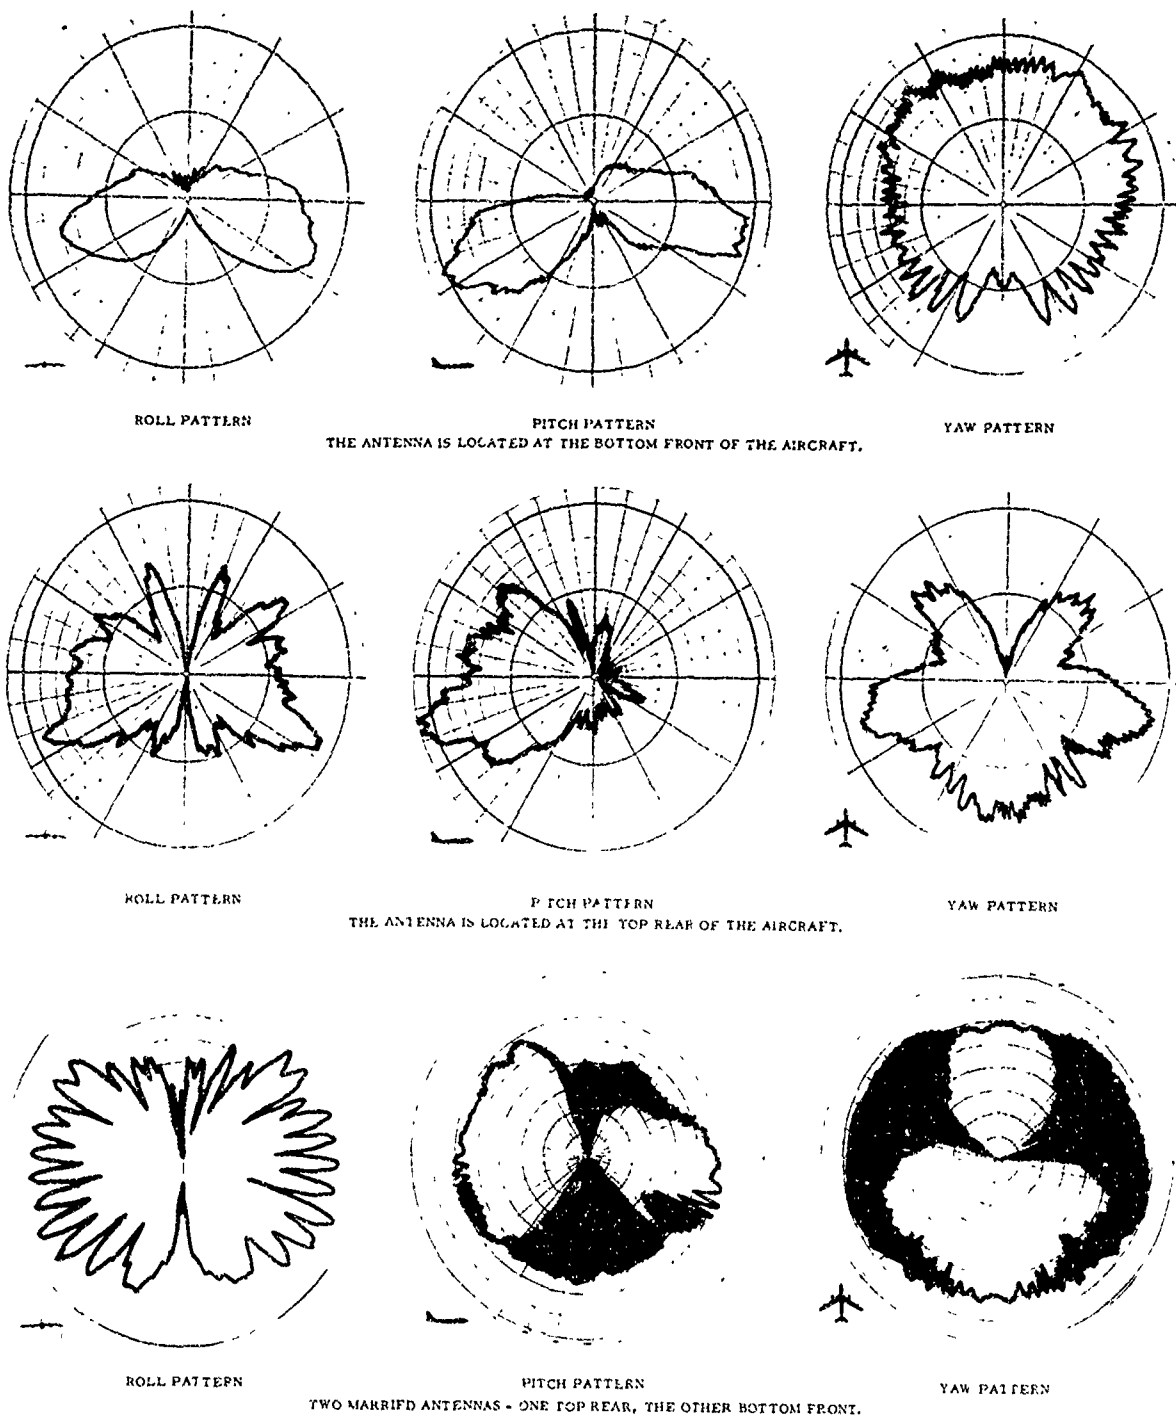 ROLL PATTERN
PITCH PATTERN
YAW PATTERN
THE ANTENNA IS LOCATED AT THE BOTTOM FRONT OF THE AIRCRAFT.
ROLL PATTERN
P TCH PATTERN
YAW PATTERN
THE ANTENNA IS LOCATED AT THE TOP REAR OF THE AIRCRAFT.
ROLL PATTERN
PITCH PATTERN
YAW PATTERN
TWO MARRIED ANTENNAS - ONE TOP REAR, THE OTHER BOTTOM FRONT.